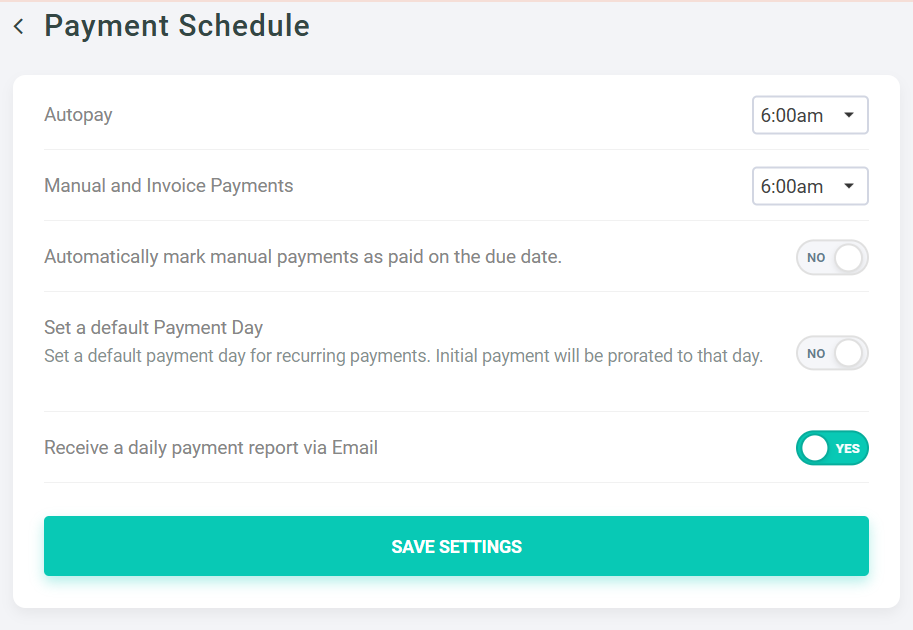 Payment Schedule
Autopay
6:00am
Manual and Invoice Payments
6:00am
Automatically mark manual payments as paid on the due date.
NO
Set a default Payment Day
Set a default payment day for recurring payments. Initial payment will be prorated to that day.
NO
Receive a daily payment report via Email
YES
SAVE SETTINGS